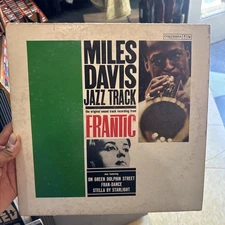 MILES
DAVIS
JAZZ TRACK
the original sound track recording from
FRANTIC
also featuring
ON GREEN DOLPHIN STREET
FRAN-DANCE
STELLA BY STARLIGHT